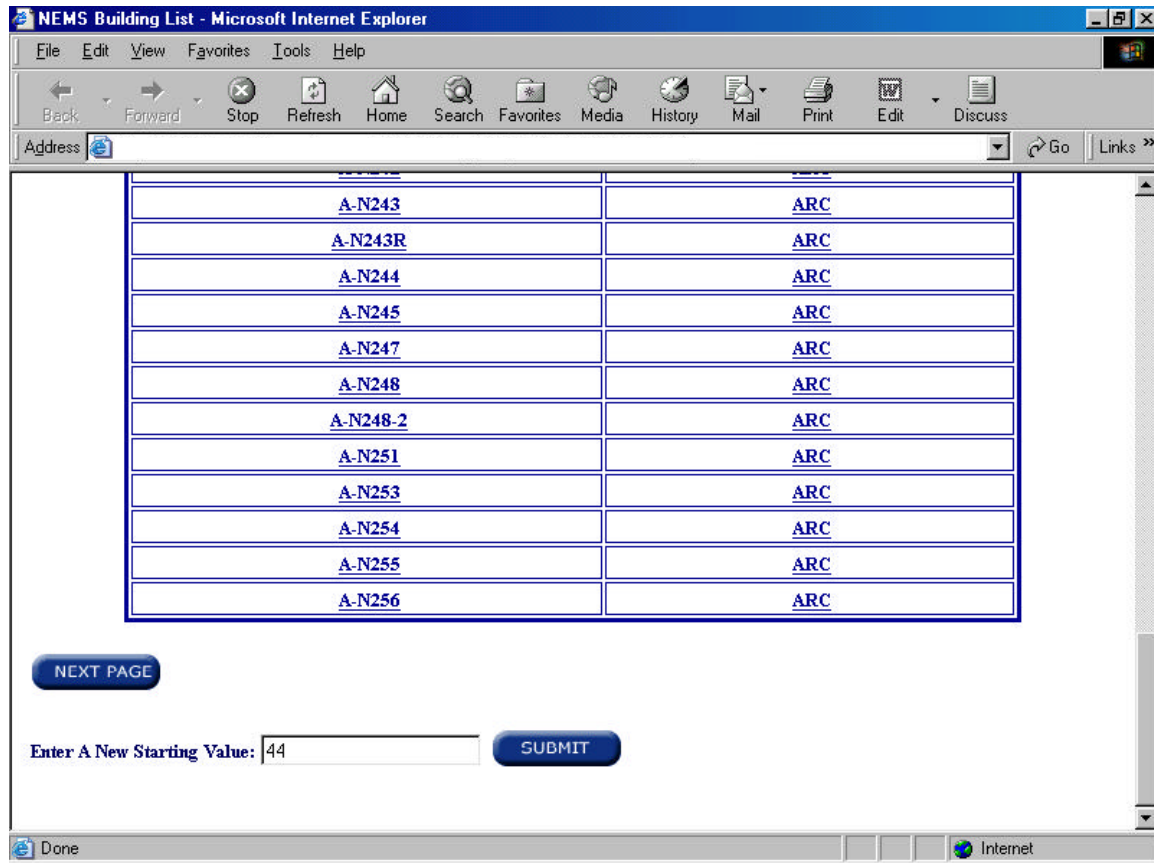 NEMS Building List - Microsoft Internet Explorer
File Edit View Favorites Tools Help
Back Forward Stop Refresh Home Search Favorites Media History Mail Print Edit Discuss
Address Go Links »
A-N243 ARC
A-N243R ARC
A-N244 ARC
A-N245 ARC
A-N247 ARC
A-N248 ARC
A-N248-2 ARC
A-N251 ARC
A-N253 ARC
A-N254 ARC
A-N255 ARC
A-N256 ARC
NEXT PAGE
Enter A New Starting Value: 44 SUBMIT
Done Internet